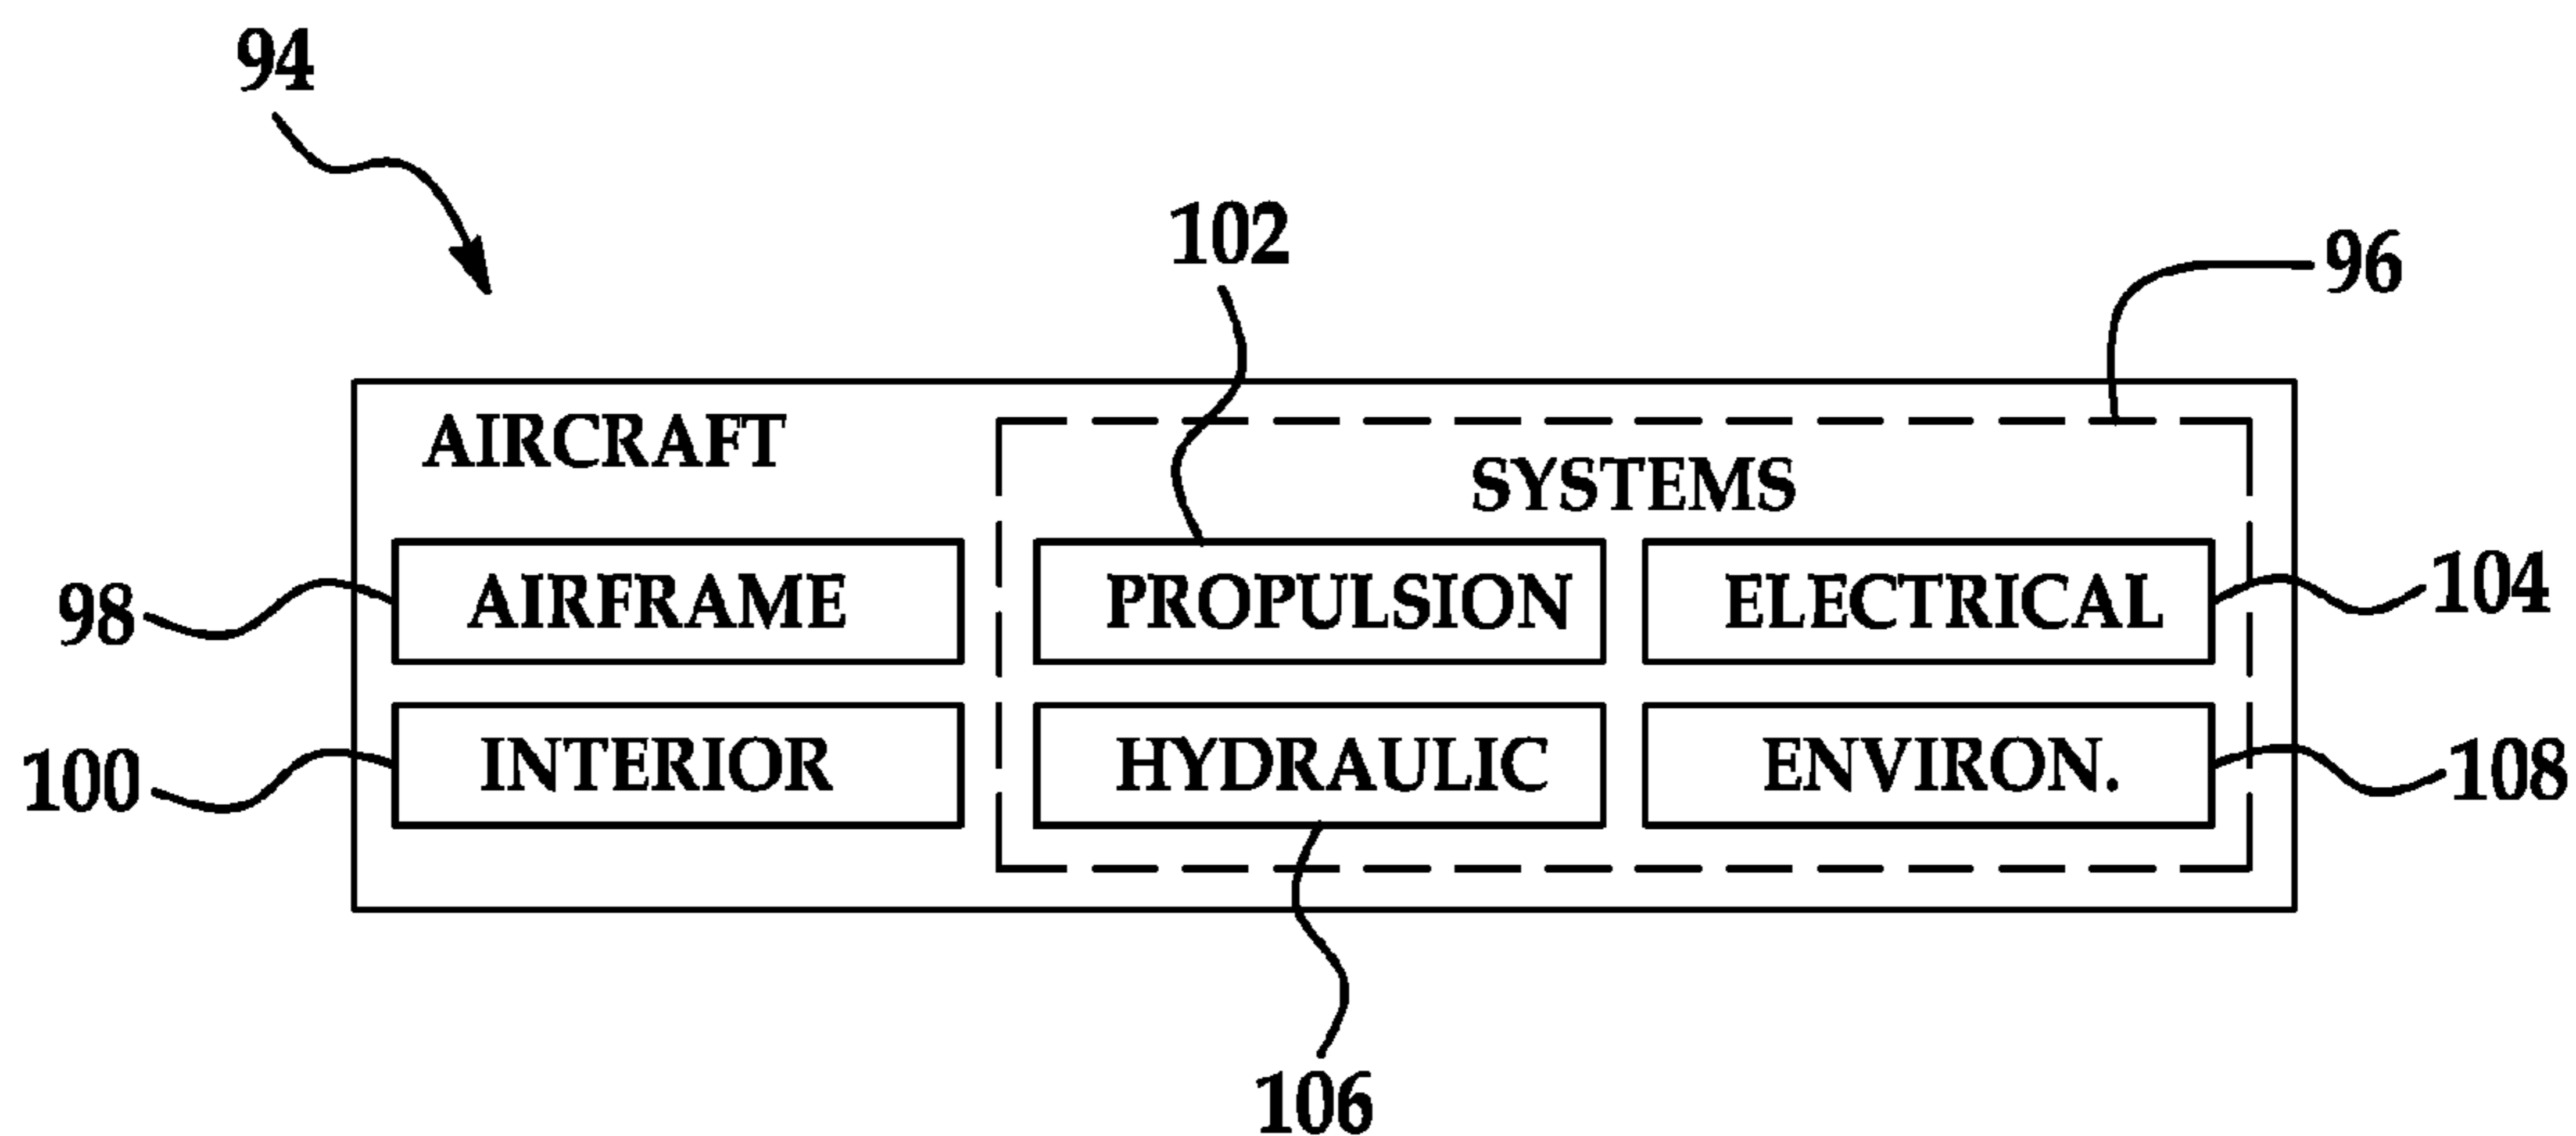 94
102
96
AIRCRAFT
SYSTEMS
98
AIRFRAME
PROPULSION
ELECTRICAL
104
100
INTERIOR
HYDRAULIC
ENVIRON.
108
106